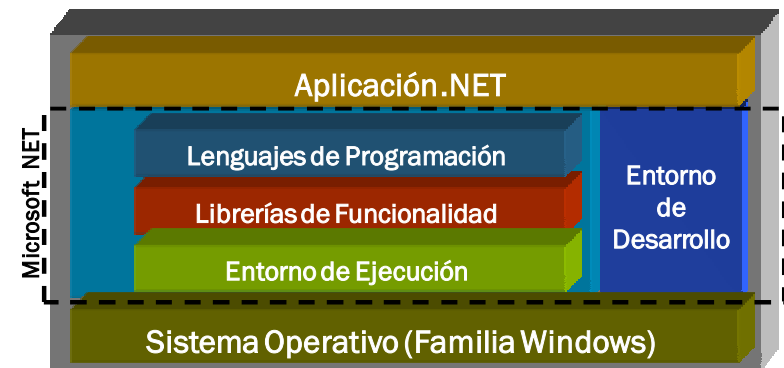 Aplicación.NET
Microsoft .NET
Lenguajes de Programación
Librerías de Funcionalidad
Entorno de Ejecución
Entorno
de
Desarrollo
Sistema Operativo (Familia Windows)